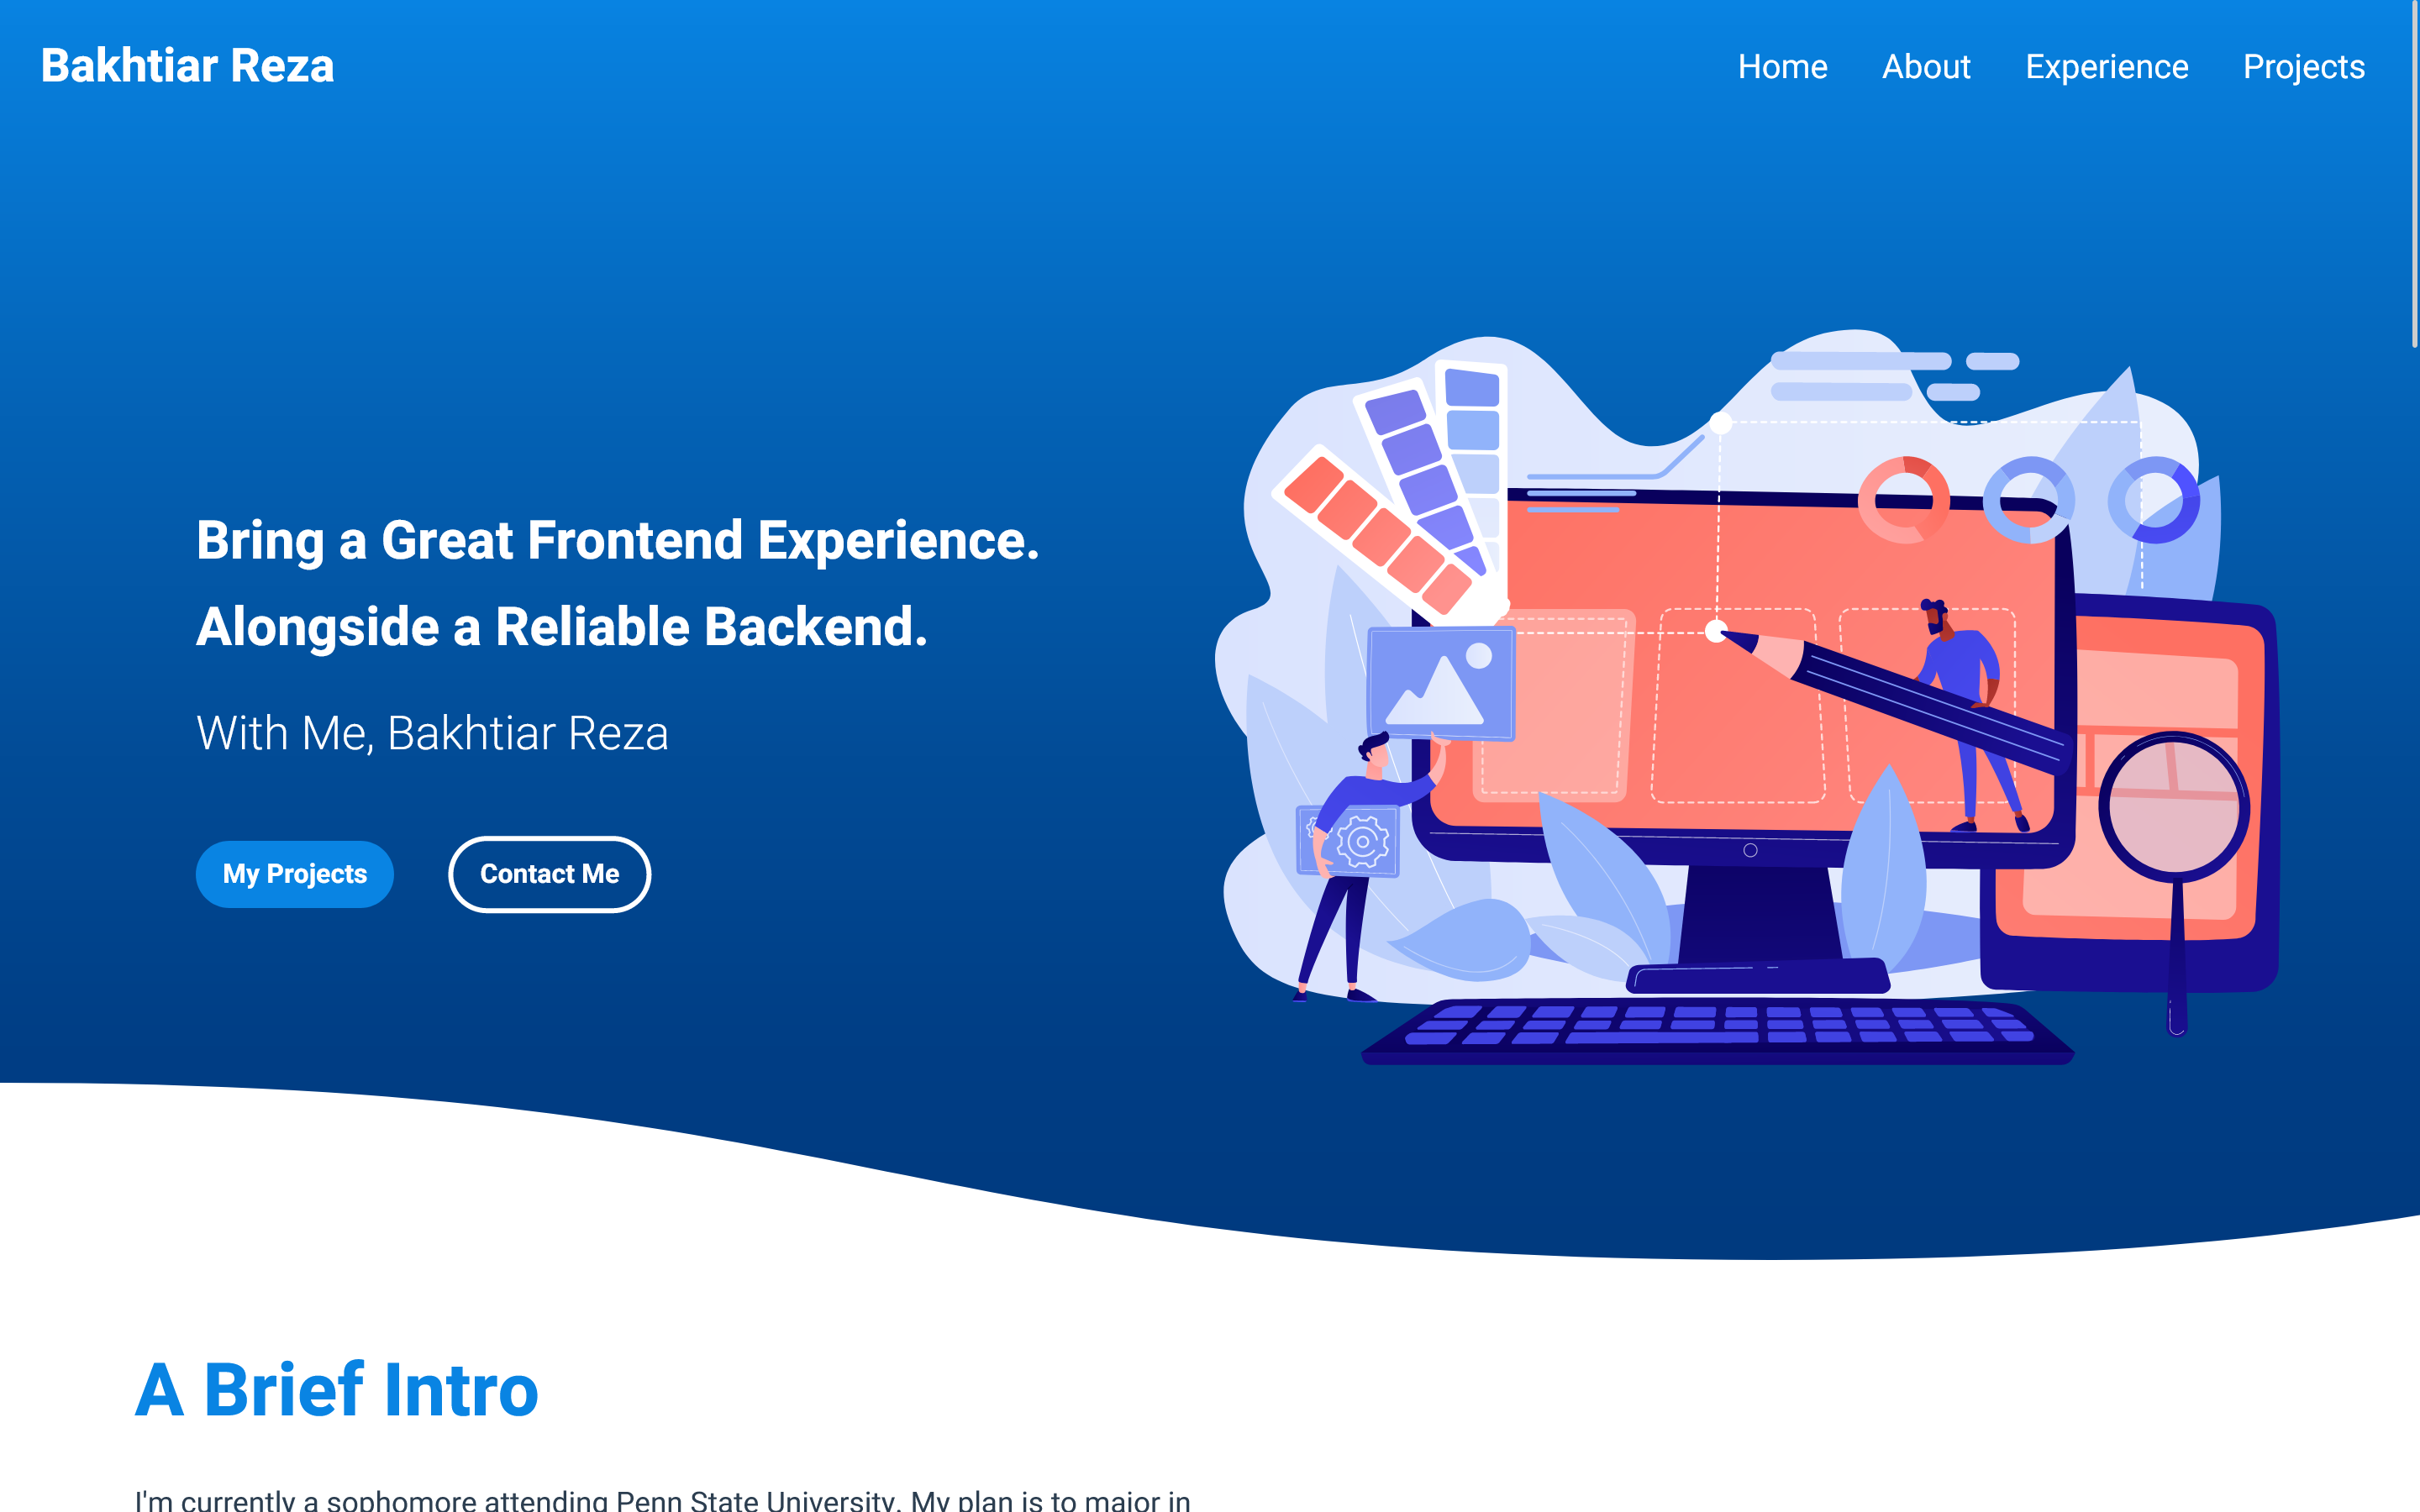 Bakhtiar Reza
Home
About
Experience
Projects
Bring a Great Frontend Experience.
Alongside a Reliable Backend.
With Me, Bakhtiar Reza
My Projects
Contact Me
A Brief Intro
I'm currently a sophomore attending Penn State University. My plan is to major in